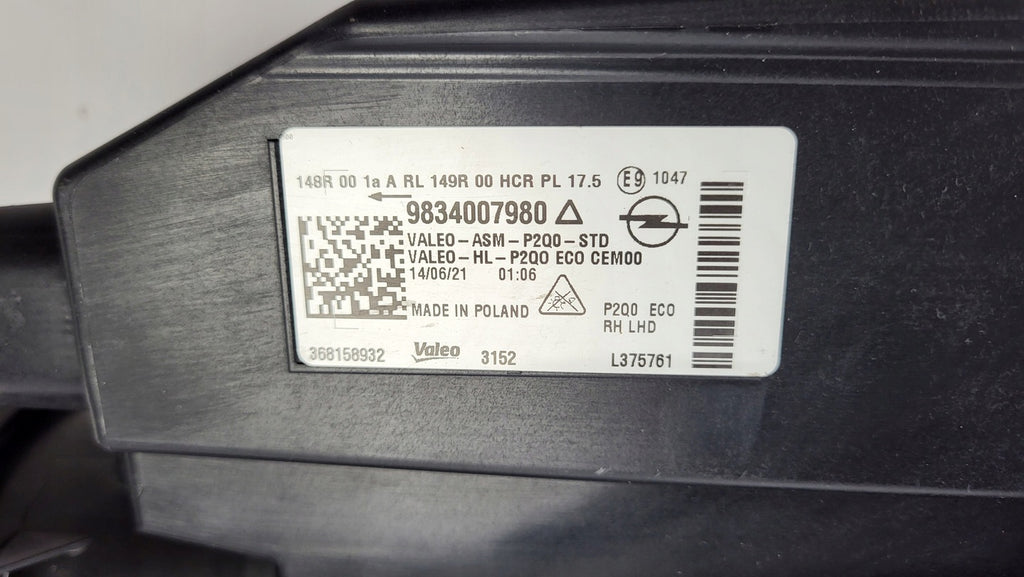 148R 00 1a A RL 149R 00 HCR PL 17.5 E9 1047
9834007980
VALEO-ASM-P2Q0-STD
VALEO-HL-P2Q0 ECO CEM00
14/06/21 01:06
MADE IN POLAND
P2Q0 ECO
RH LHD
368158932 Valeo 3152 L375761